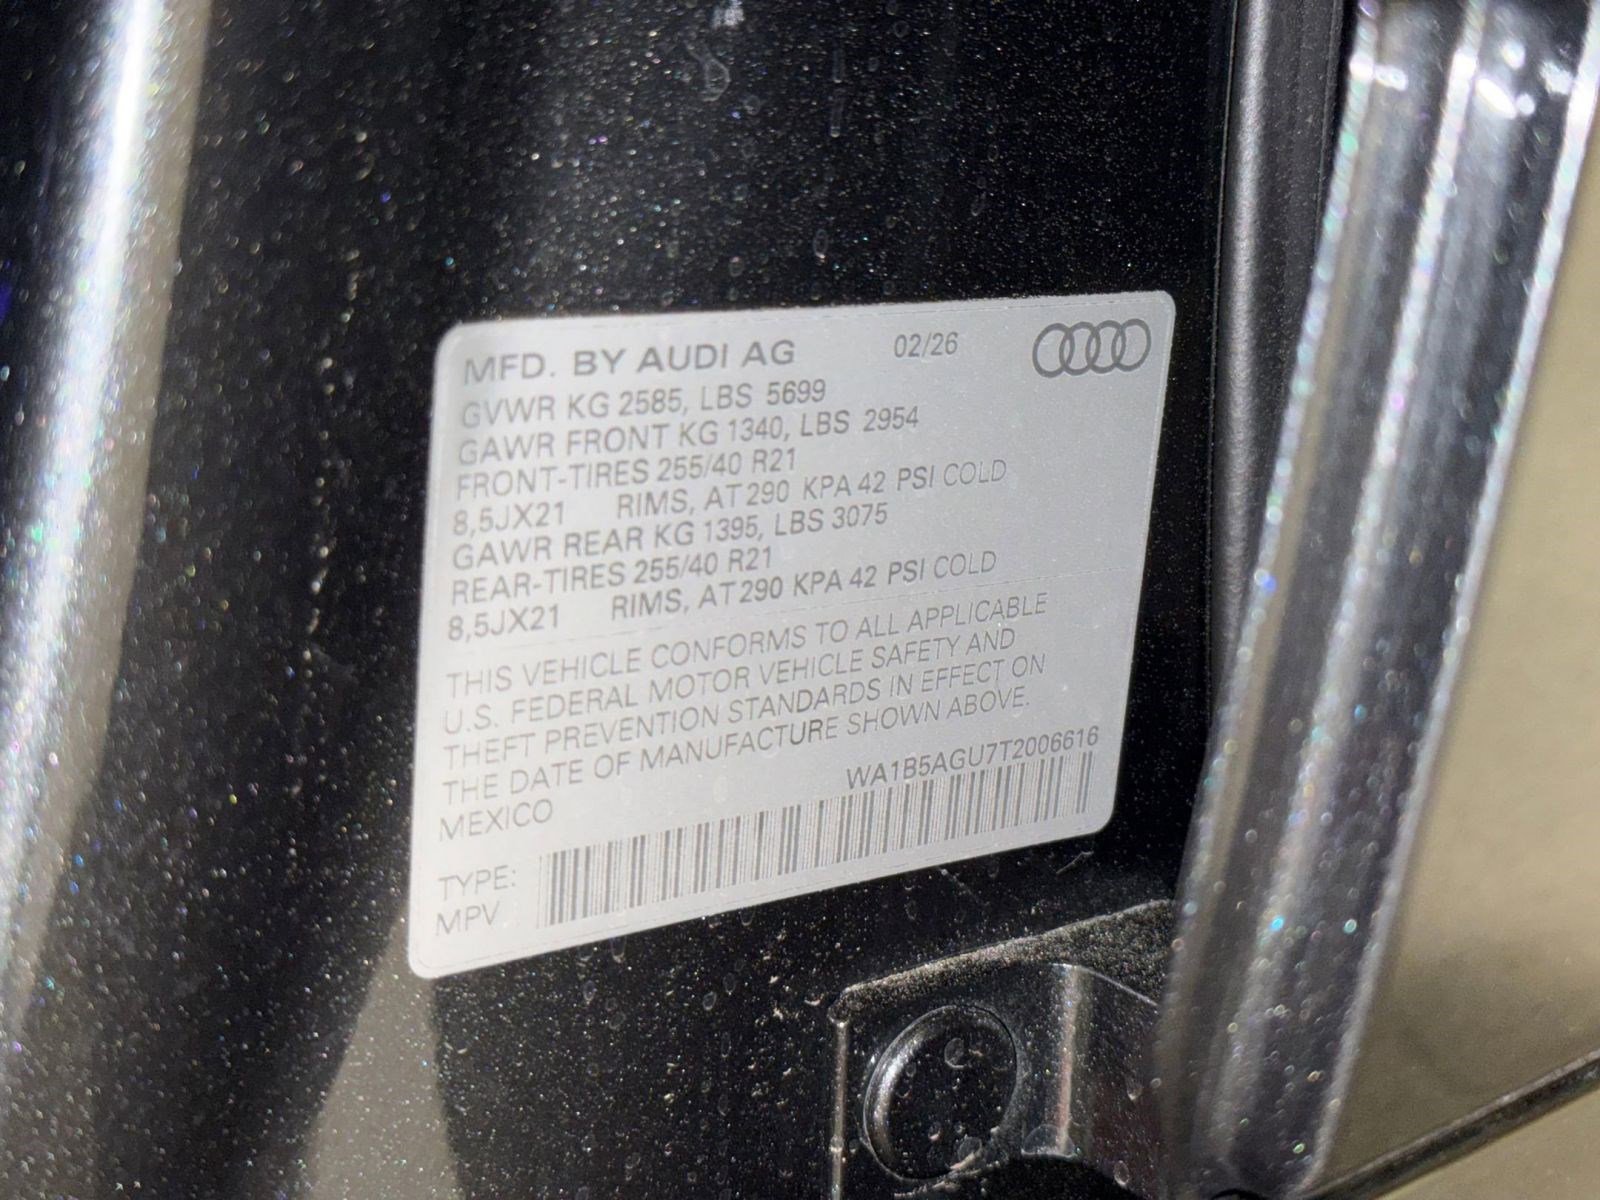 MFD. BY AUDI AG 02/26
GVWR KG 2585, LBS 5699
GAWR FRONT KG 1340, LBS 2954
FRONT-TIRES 255/40 R21
8,5JX21 RIMS, AT 290 KPA 42 PSI COLD
GAWR REAR KG 1395, LBS 3075
REAR-TIRES 255/40 R21
8,5JX21 RIMS, AT 290 KPA 42 PSI COLD
THIS VEHICLE CONFORMS TO ALL APPLICABLE
U.S. FEDERAL MOTOR VEHICLE SAFETY AND
THEFT PREVENTION STANDARDS IN EFFECT ON
THE DATE OF MANUFACTURE SHOWN ABOVE.
MEXICO WA1B5AGU7T2006616
TYPE:
MPV